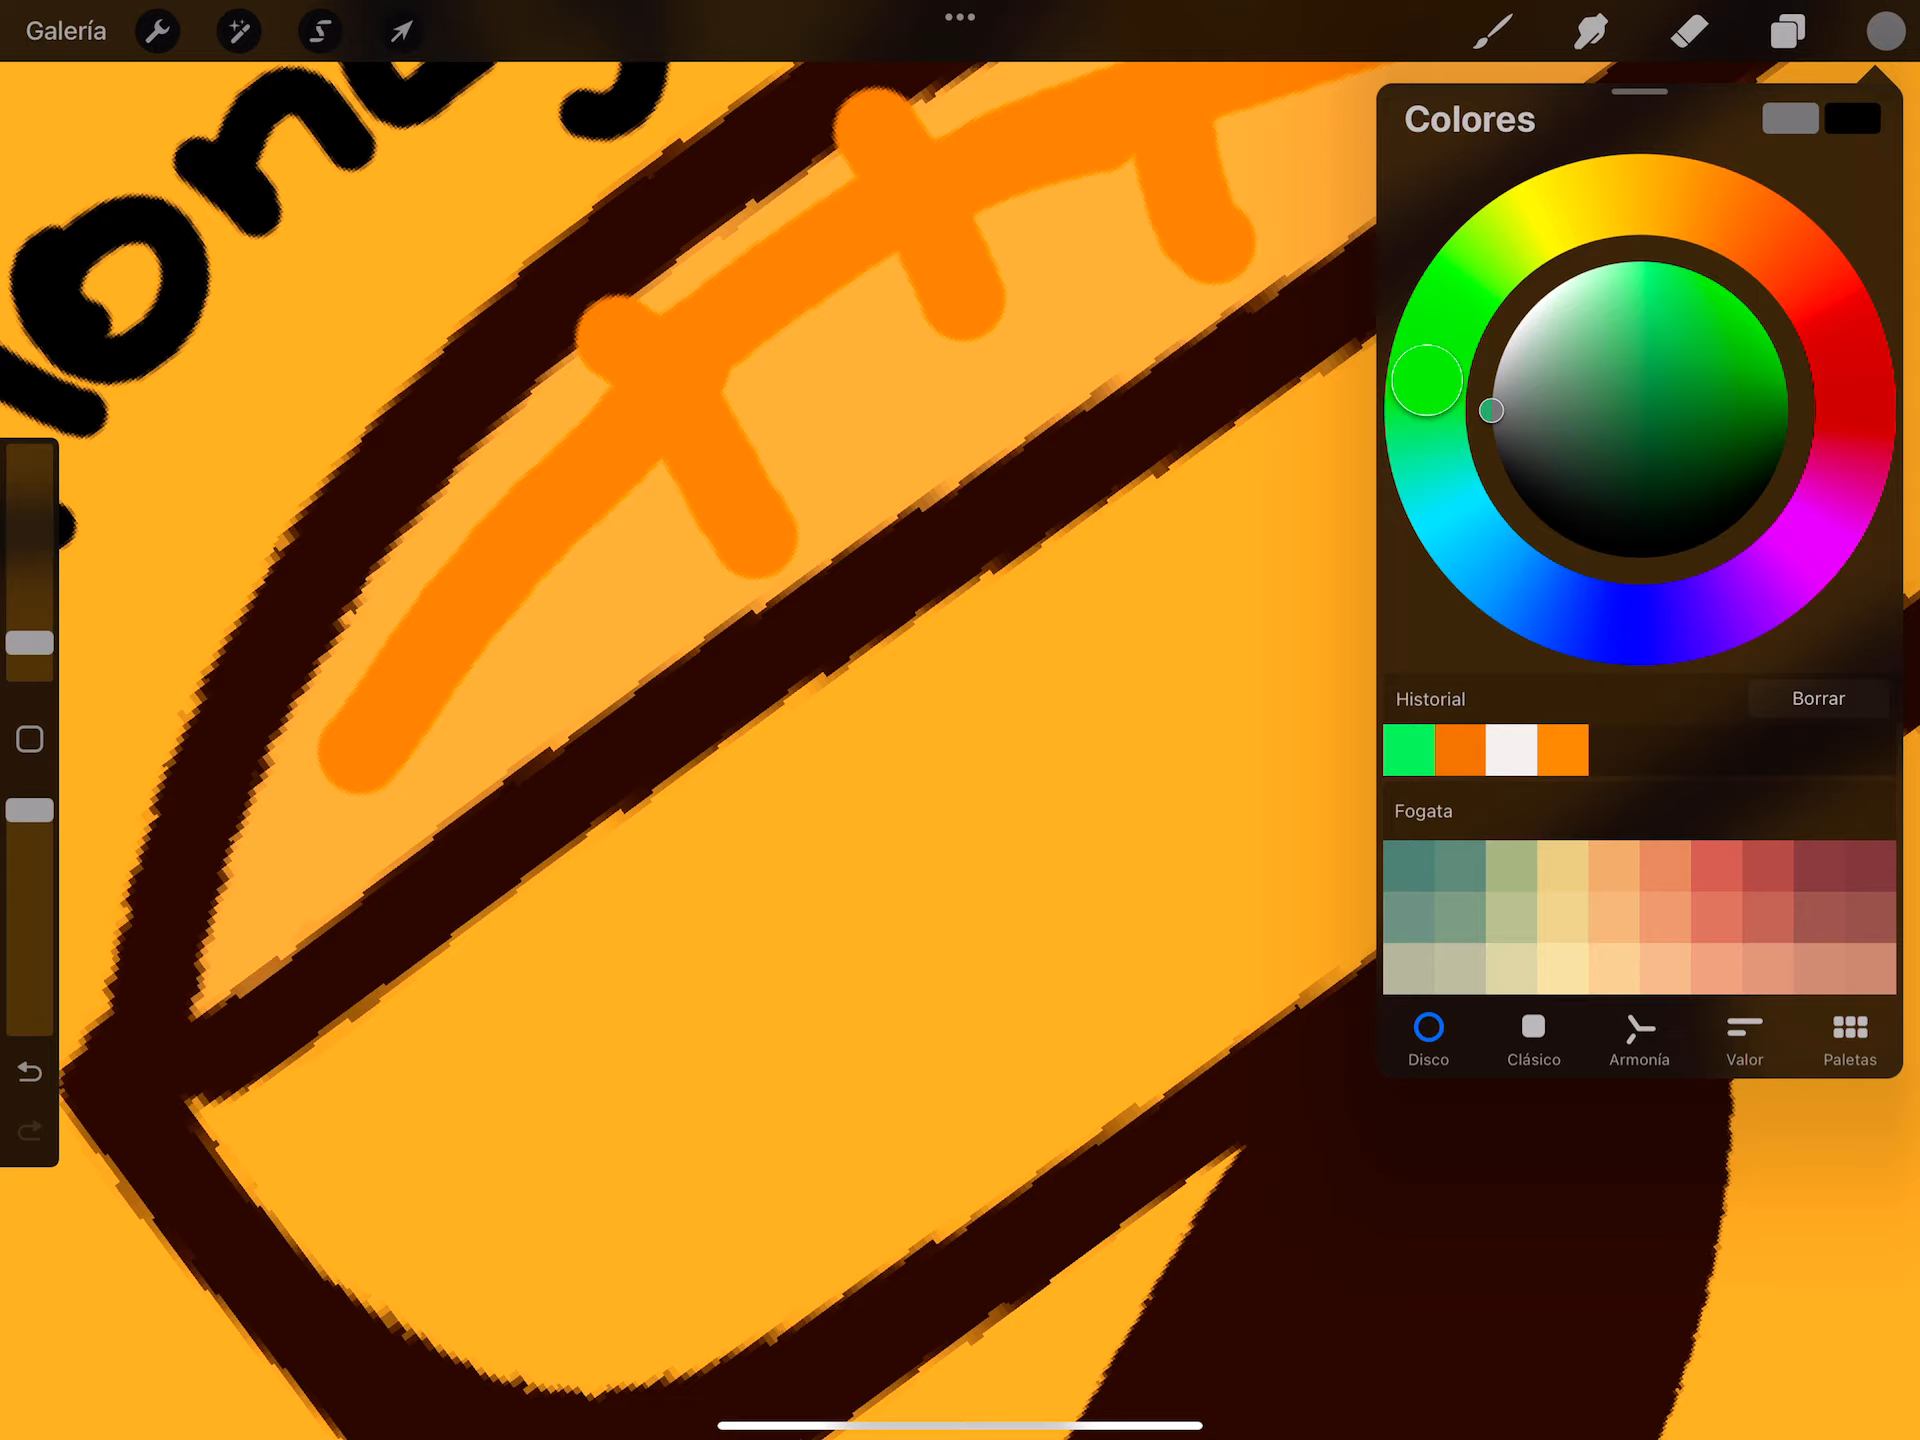 Galería
Colores
Historial
Borrar
Fogata
Disco
Clásico
Armonía
Valor
Paletas